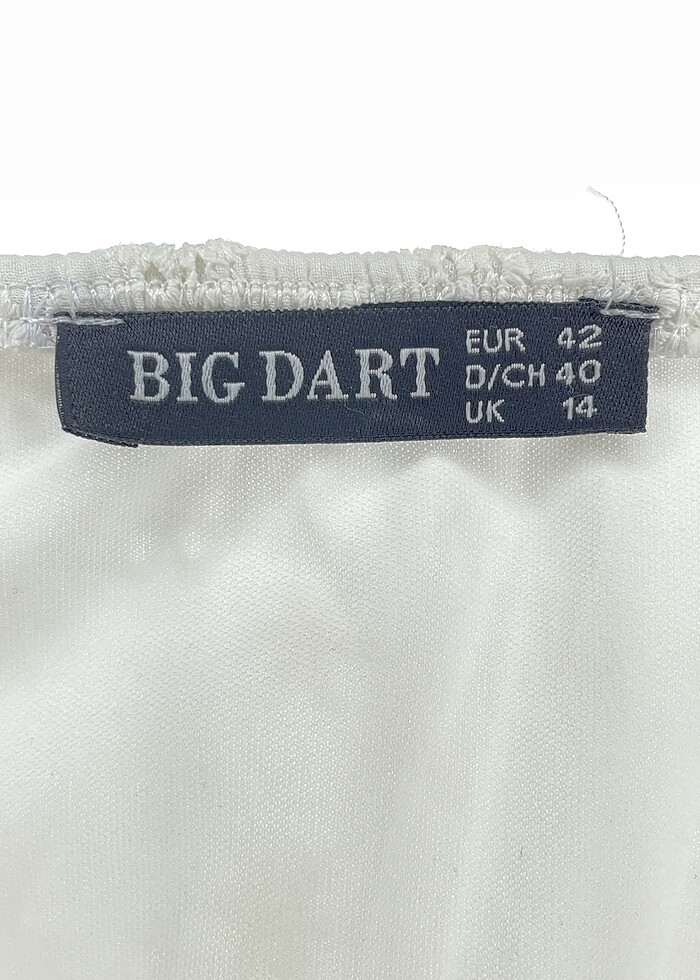 BIG DART
EUR 42
D/CH 40
UK 14